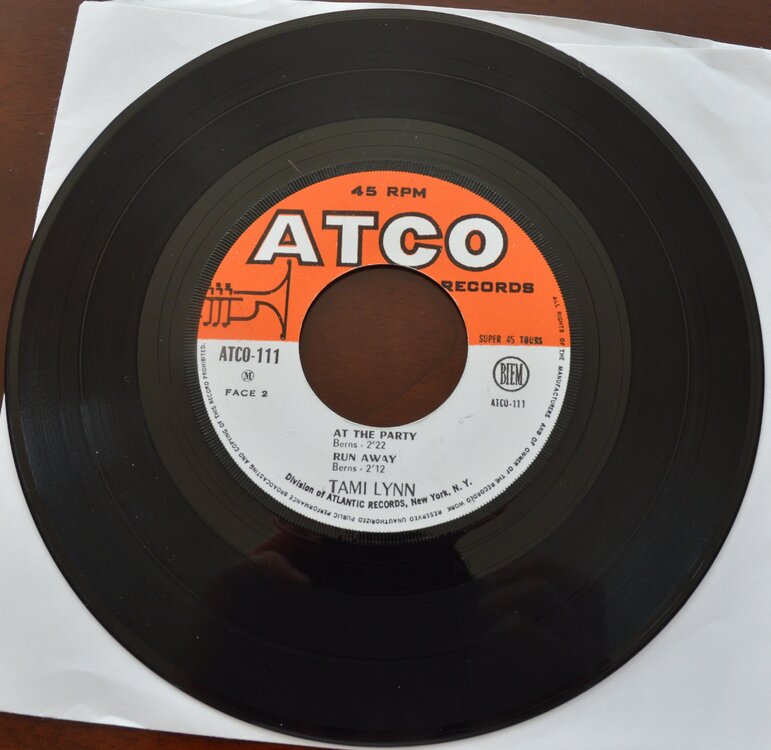 45 RPM
ATCO
RECORDS
SUPER 45 TOURS
ATCO-111
M
FACE 2
BIEM
ATCO-111
AT THE PARTY
Berns - 2'22
RUN AWAY
Berns - 2'12
TAMI LYNN
Division of ATLANTIC RECORDS, New York, N. Y.
ALL RIGHTS OF THE MANUFACTURERS AND OF OWNER OF THE RECORDED WORK RESERVED UNAUTHORIZED PUBLIC PERFORMANCE BROADCASTING AND COPYING OF THIS RECORD PROHIBITED.